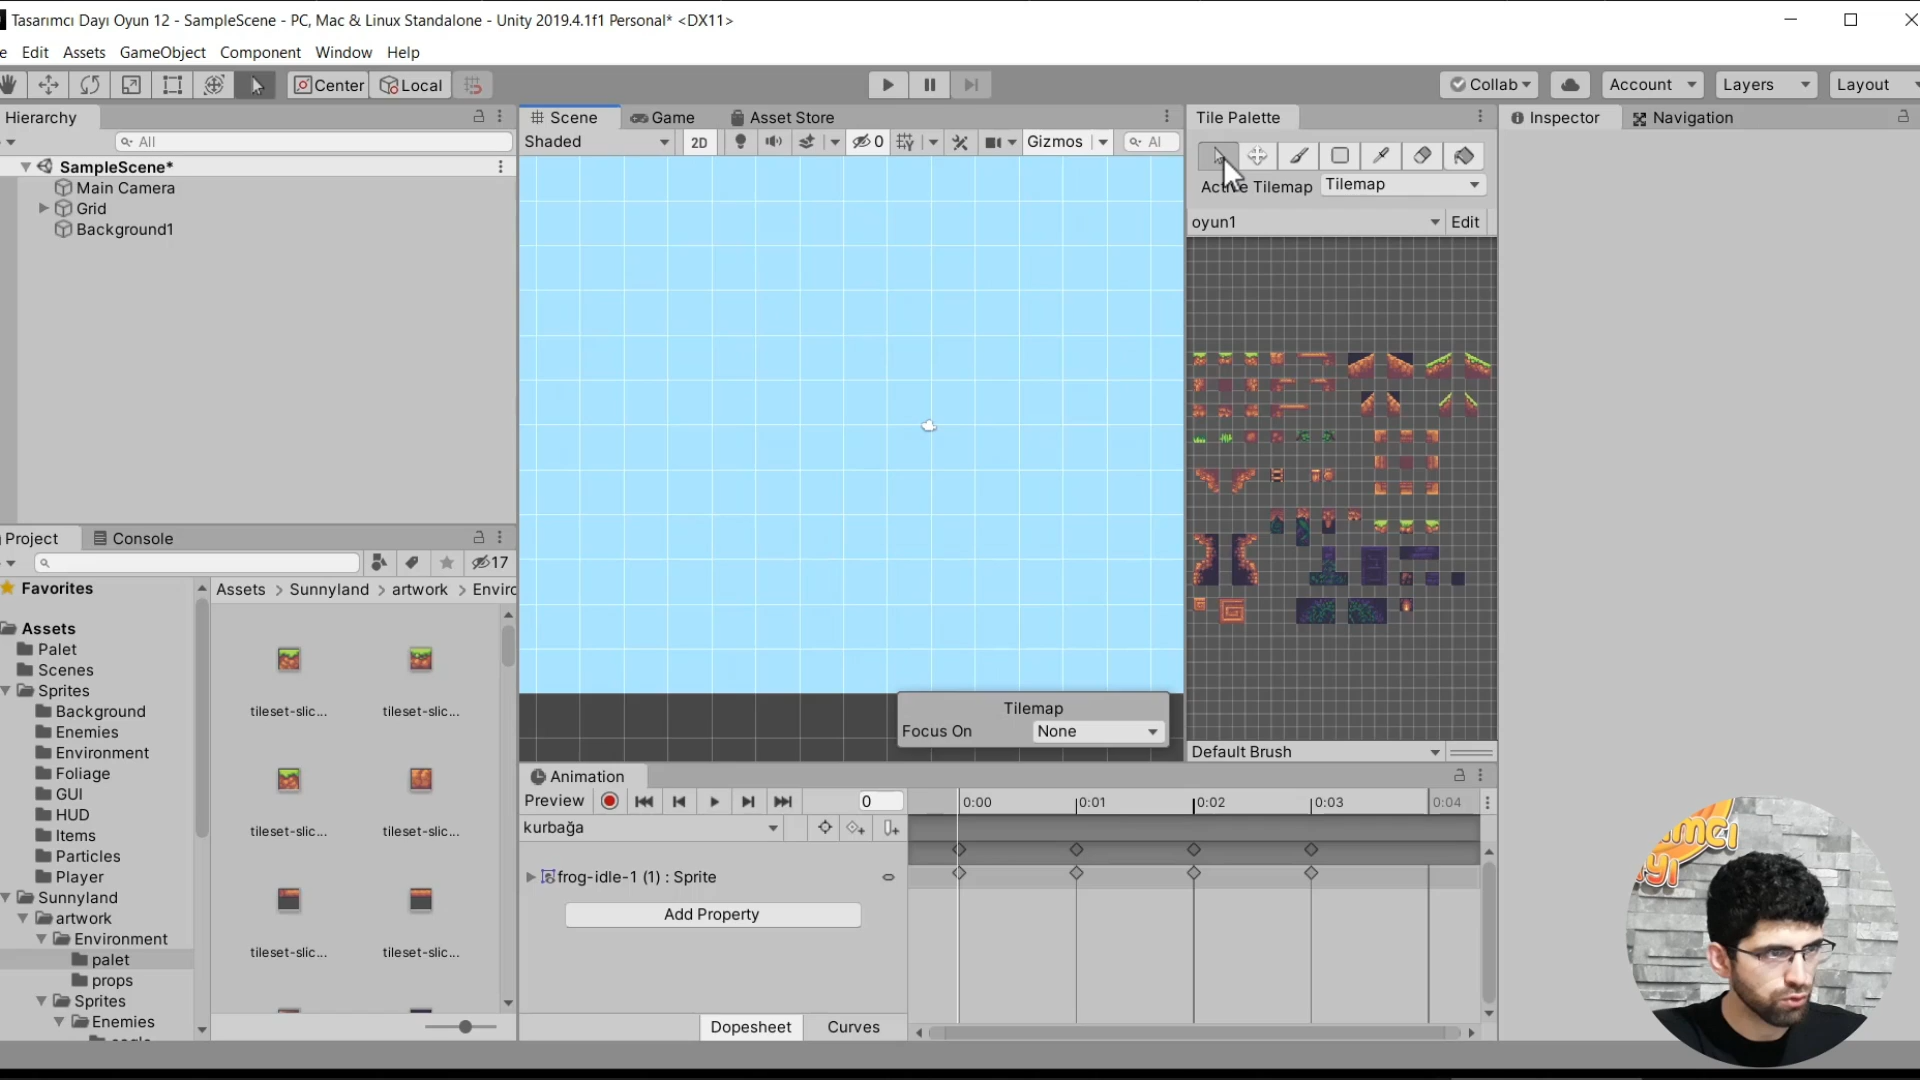 Tasarımcı Dayı Oyun 12 - SampleScene - PC, Mac & Linux Standalone - Unity 2019.4.1f1 Personal* <DX11>
e Edit Assets GameObject Component Window Help
Center Local Collab Account Layers Layout
Hierarchy
All
SampleScene*
Main Camera
Grid
Background1
Scene Game Asset Store
Shaded 2D 0 Gizmos Al
Tilemap
Focus On None
Tile Palette
Active Tilemap Tilemap
oyun1 Edit
Default Brush
Inspector Navigation
Project Console
17
Favorites
Assets
Palet
Scenes
Sprites
Background
Enemies
Environment
Foliage
GUI
HUD
Items
Particles
Player
Sunnyland
artwork
Environment
palet
props
Sprites
Enemies
Assets > Sunnyland > artwork > Envirc
tileset-slic... tileset-slic...
tileset-slic... tileset-slic...
tileset-slic... tileset-slic...
Animation
Preview 0 0:00 0:01 0:02 0:03 0:04
kurbağa
frog-idle-1 (1) : Sprite
Add Property
Dopesheet Curves